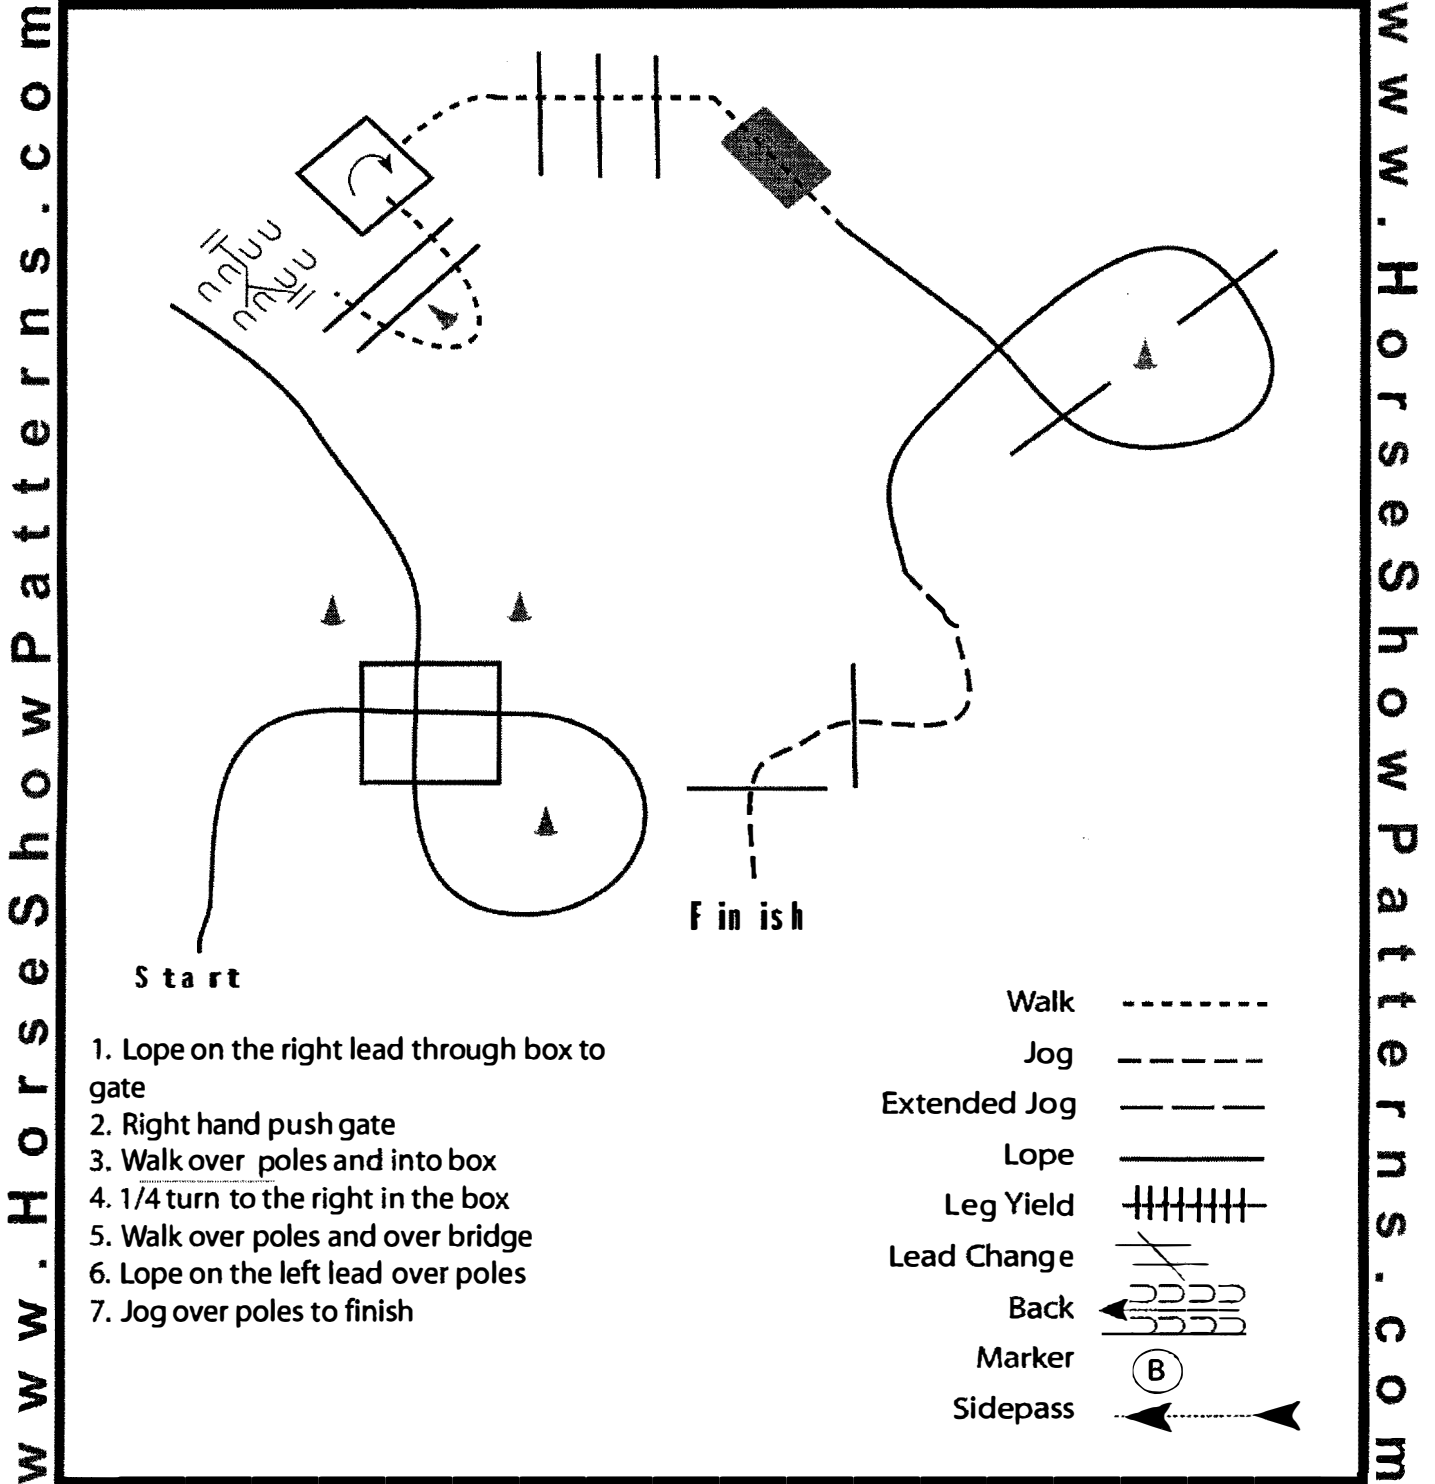 www.HorseShowPatterns.com
www.HorseShowPatterns.com
Finish
Start
1. Lope on the right lead through box to
gate
2. Right hand push gate
3. Walk over poles and into box
4. 1/4 turn to the right in the box
5. Walk over poles and over bridge
6. Lope on the left lead over poles
7. Jog over poles to finish
Walk
Jog
Extended Jog
Lope
Leg Yield
Lead Change
Back
Marker B
Sidepass